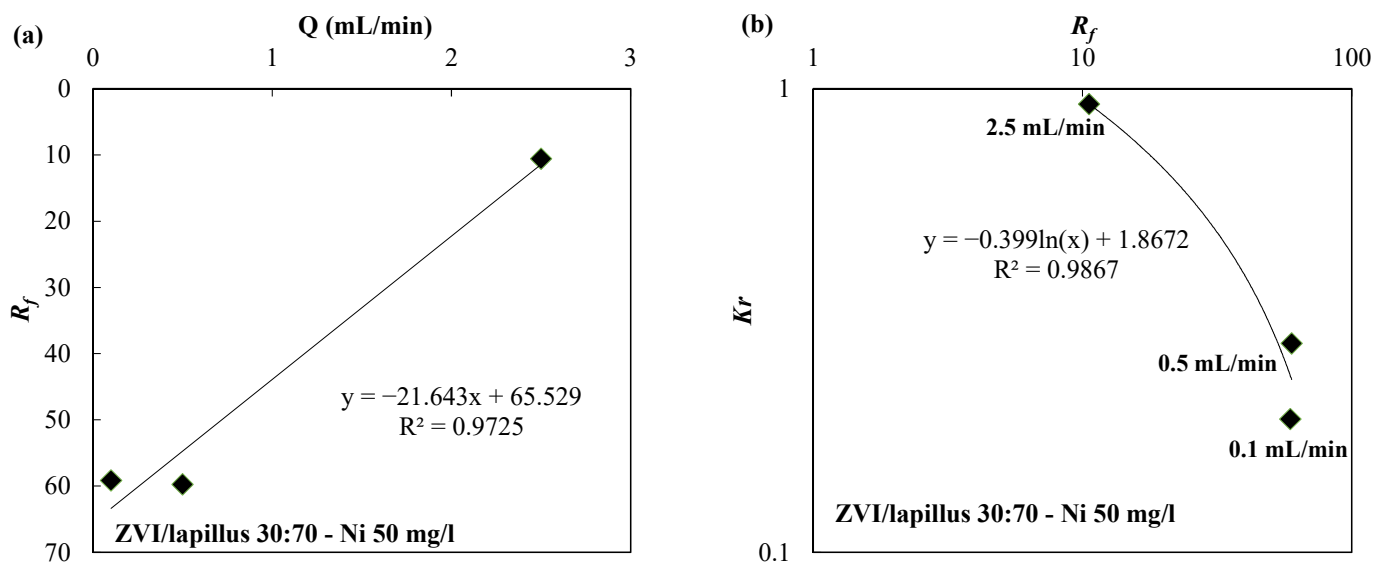 (a)
Q (mL/min)
0 1 2 3
0
10
20
30
40
50
60
70
R_f
y = −21.643x + 65.529
R² = 0.9725
ZVI/lapillus 30:70 - Ni 50 mg/l
(b)
R_f
1 10 100
1
0.1
Kr
2.5 mL/min
y = −0.399ln(x) + 1.8672
R² = 0.9867
0.5 mL/min
0.1 mL/min
ZVI/lapillus 30:70 - Ni 50 mg/l